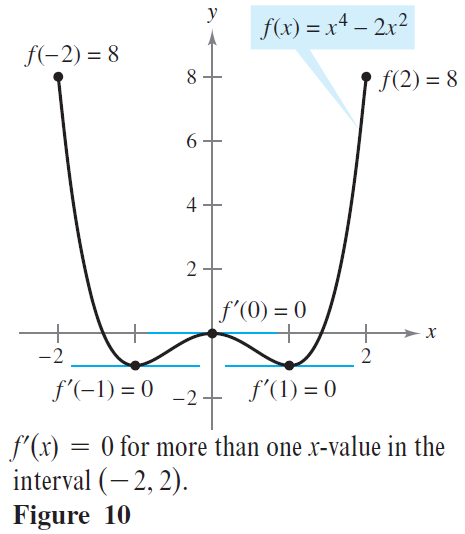 y
f(x) = x⁴ – 2x²
f(−2) = 8
8
f(2) = 8
6
4
2
f′(0) = 0
x
−2
2
f′(−1) = 0
−2
f′(1) = 0
f′(x) = 0 for more than one x-value in the
interval (−2, 2).
Figure 10